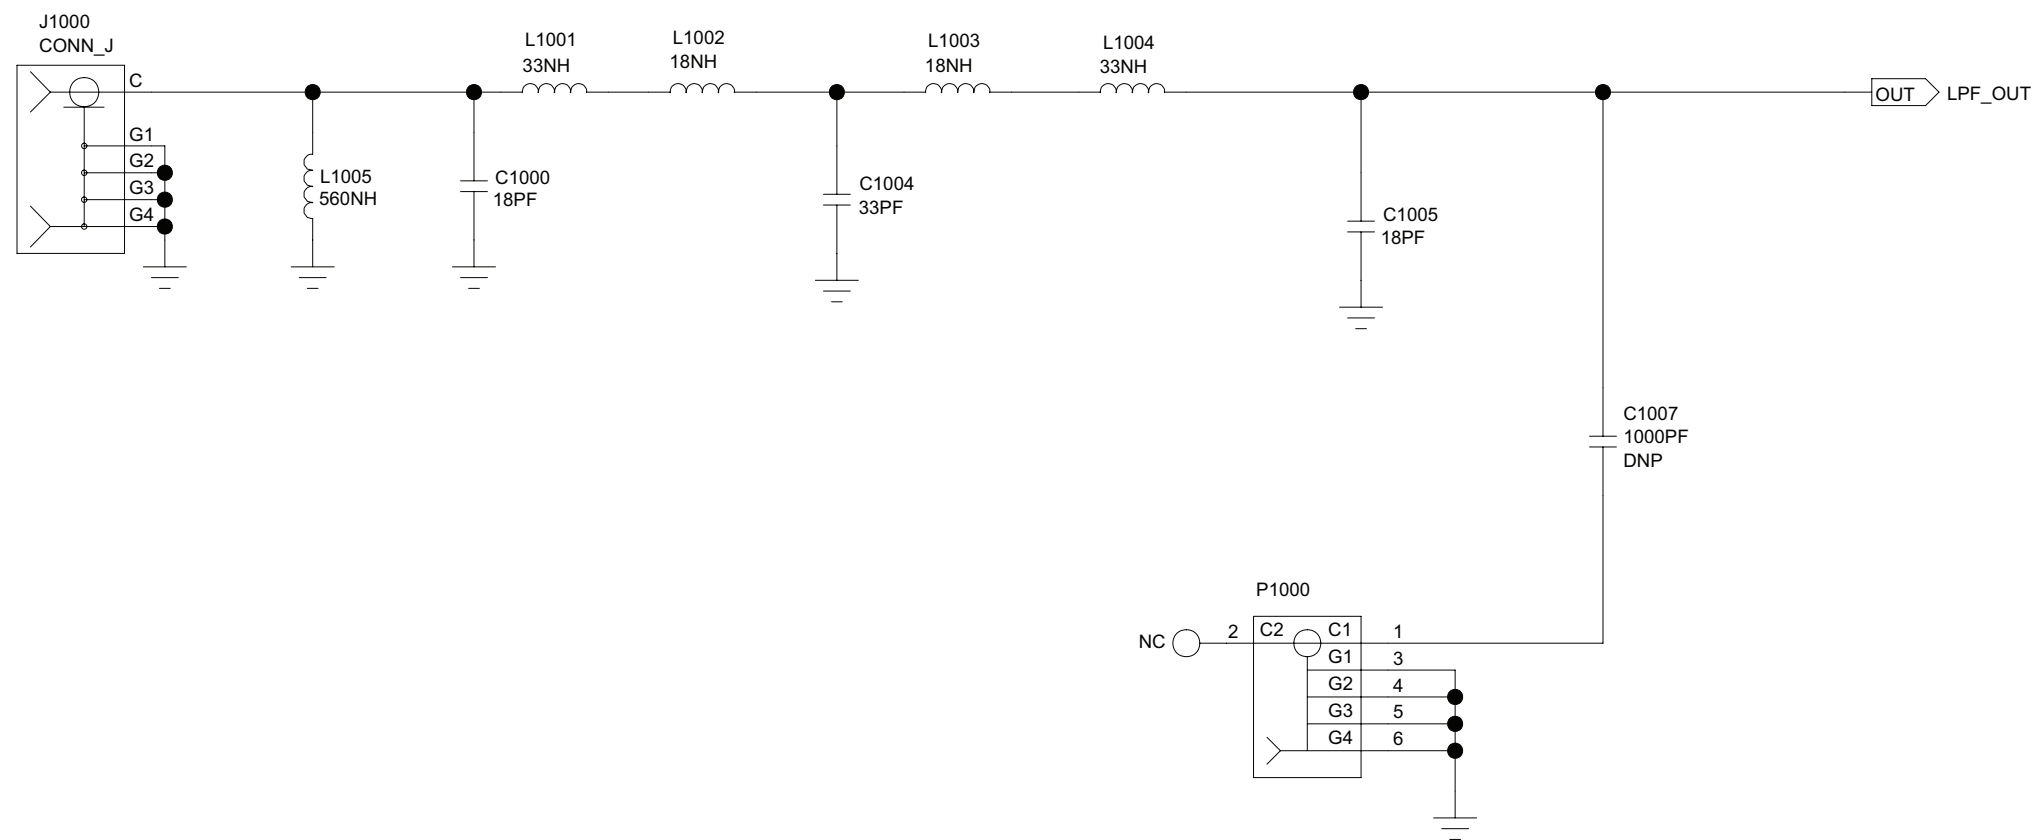 J1000
CONN_J
C
G1
G2
G3
G4
L1005
560NH
C1000
18PF
L1001
33NH
L1002
18NH
C1004
33PF
L1003
18NH
L1004
33NH
C1005
18PF
OUT
LPF_OUT
C1007
1000PF
DNP
P1000
NC
2
C2
C1
1
G1
3
G2
4
G3
5
G4
6